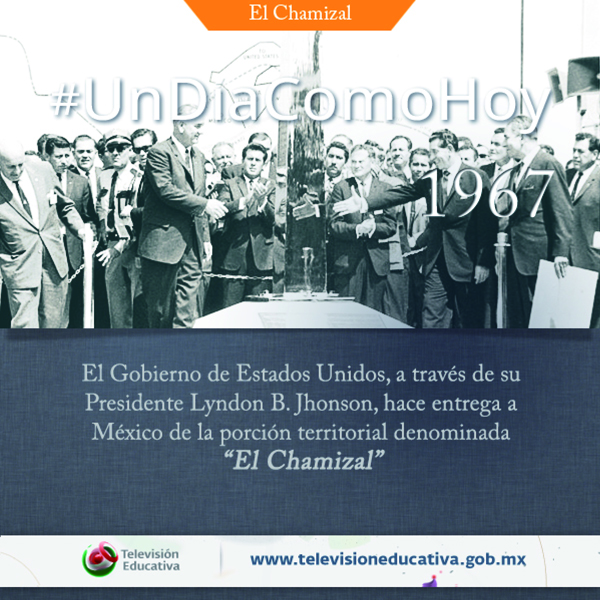 El Chamizal
#UnDíaComoHoy
1967
El Gobierno de Estados Unidos, a través de su
Presidente Lyndon B. Jhonson, hace entrega a
México de la porción territorial denominada
“El Chamizal”
Televisión
Educativa
www.televisioneducativa.gob.mx